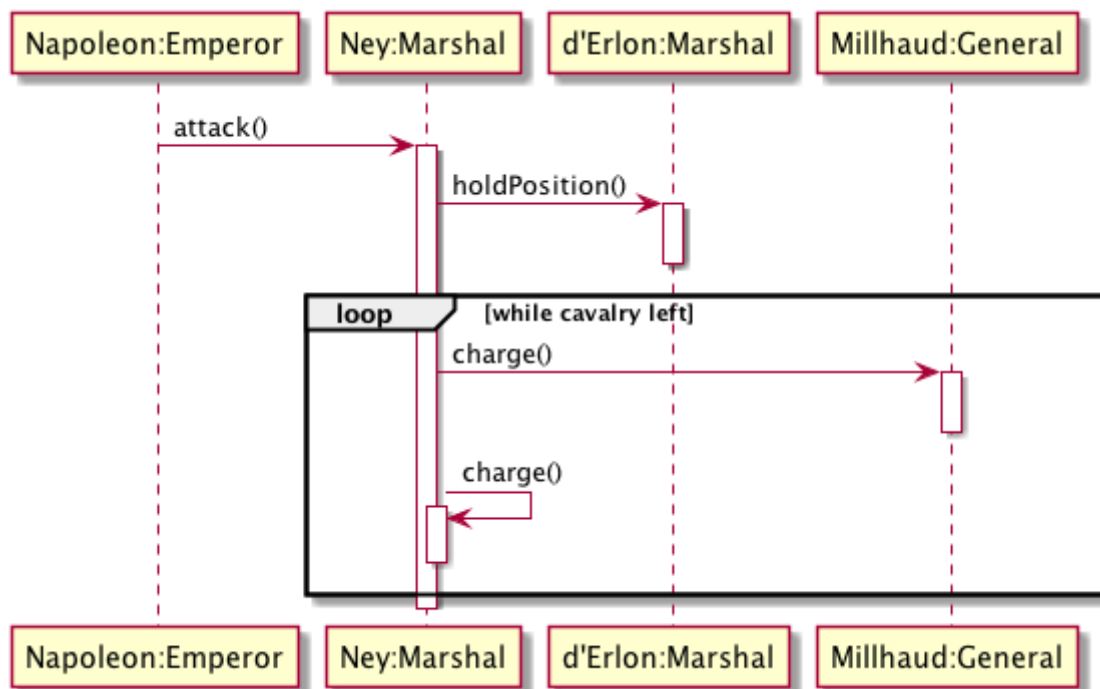 Napoleon:Emperor
Ney:Marshal
d'Erlon:Marshal
Millhaud:General
attack()
holdPosition()
loop
[while cavalry left]
charge()
charge()
Napoleon:Emperor
Ney:Marshal
d'Erlon:Marshal
Millhaud:General